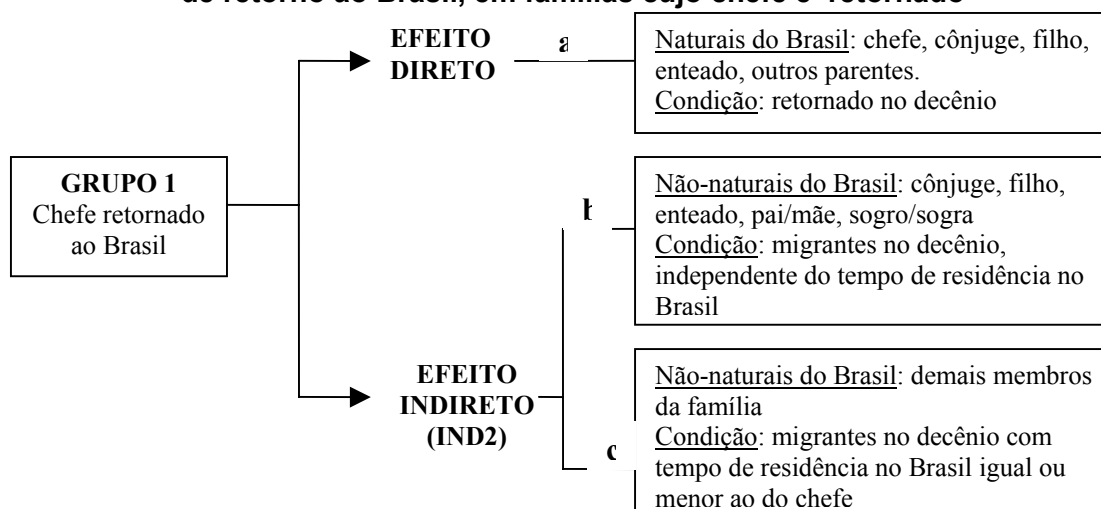 de retorno ao Brasil, em famílias cujo chefe é "retornado"
EFEITO
DIRETO
a
Naturais do Brasil: chefe, cônjuge, filho,
enteado, outros parentes.
Condição: retornado no decênio
GRUPO 1
Chefe retornado
ao Brasil
b
Não-naturais do Brasil: cônjuge, filho,
enteado, pai/mãe, sogro/sogra
Condição: migrantes no decênio,
independente do tempo de residência no
Brasil
EFEITO
INDIRETO
(IND2)
c
Não-naturais do Brasil: demais membros
da família
Condição: migrantes no decênio com
tempo de residência no Brasil igual ou
menor ao do chefe